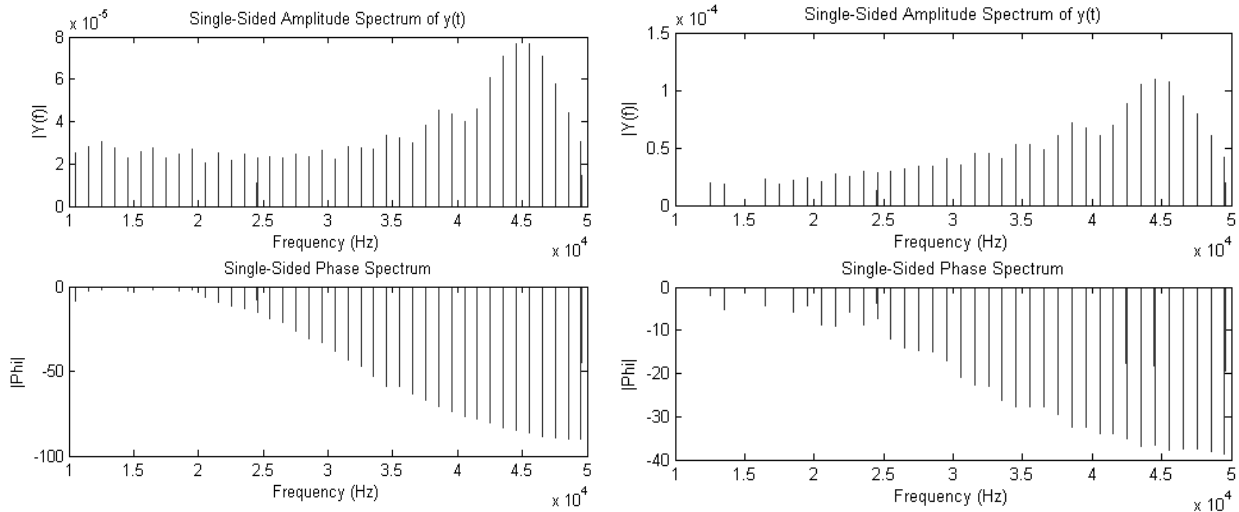 Single-Sided Amplitude Spectrum of y(t)
x 10-5
8
6
4
2
0
|Y(f)|
1 1.5 2 2.5 3 3.5 4 4.5 5
Frequency (Hz)
x 10 4
Single-Sided Phase Spectrum
0
-50
-100
|Phi|
1 1.5 2 2.5 3 3.5 4 4.5 5
Frequency (Hz)
x 10 4
Single-Sided Amplitude Spectrum of y(t)
x 10-4
1.5
1
0.5
0
|Y(f)|
1 1.5 2 2.5 3 3.5 4 4.5 5
Frequency (Hz)
x 10 4
Single-Sided Phase Spectrum
0
-10
-20
-30
-40
|Phi|
1 1.5 2 2.5 3 3.5 4 4.5 5
Frequency (Hz)
x 10 4